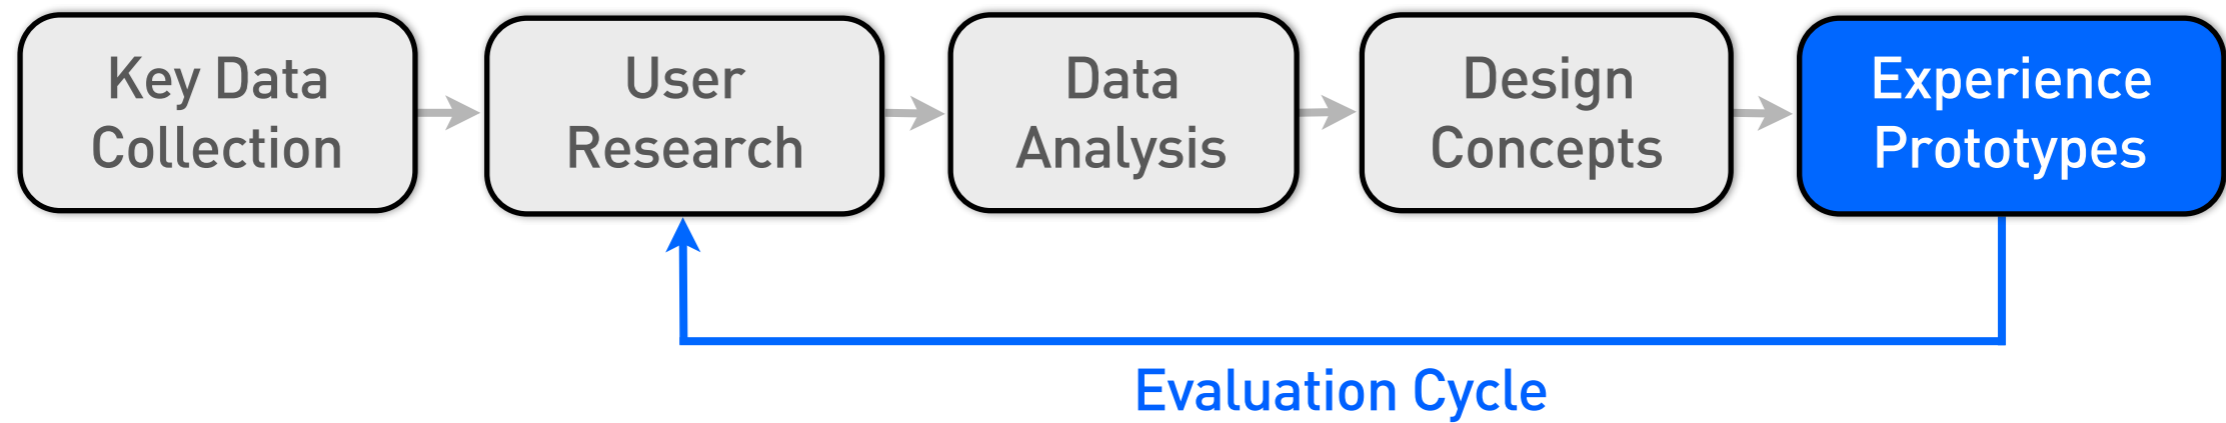 Key Data
Collection
User
Research
Data
Analysis
Design
Concepts
Experience
Prototypes
Evaluation Cycle